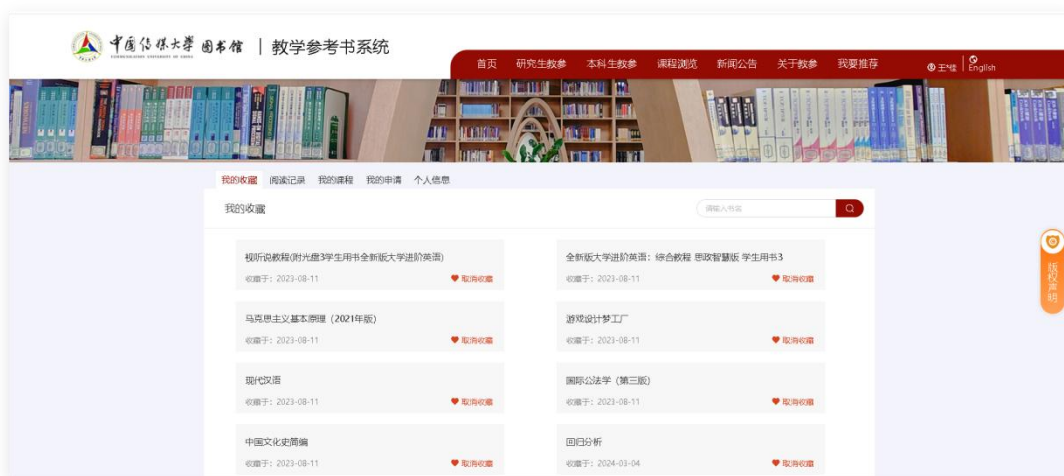 中国传媒大学 图书馆 | 教学参考书系统
COMMUNICATION UNIVERSITY OF CHINA
首页 研究生教参 本科生教参 课程浏览 新闻公告 关于教参 我要推荐 王*佳 | English
我的收藏 阅读记录 我的课程 我的申请 个人信息
我的收藏 请输入书名
视听说教程(附光盘3学生用书全新版大学进阶英语)
收藏于：2023-08-11 取消收藏
全新版大学进阶英语：综合教程 思政智慧版 学生用书3
收藏于：2023-08-11 取消收藏
马克思主义基本原理（2021年版）
收藏于：2023-08-11 取消收藏
游戏设计梦工厂
收藏于：2023-08-11 取消收藏
现代汉语
收藏于：2023-08-11 取消收藏
国际公法学（第三版）
收藏于：2023-08-11 取消收藏
中国文化史简编
收藏于：2023-08-11 取消收藏
回归分析
收藏于：2024-03-04 取消收藏
版权声明